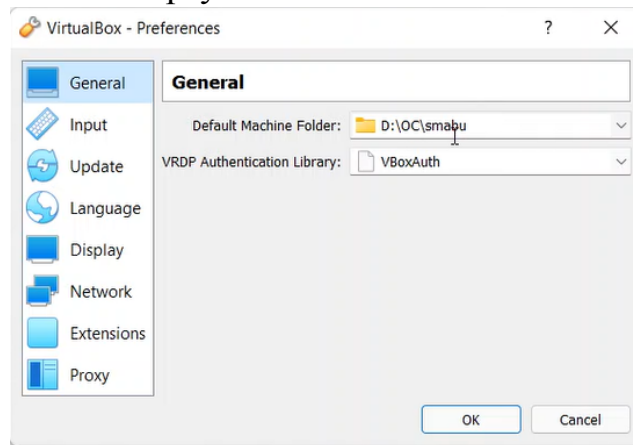 VirtualBox - Preferences ? ×
General
General
Input
Default Machine Folder: D:\OC\smabu
Update
VRDP Authentication Library: VBoxAuth
Language
Display
Network
Extensions
Proxy
OK Cancel